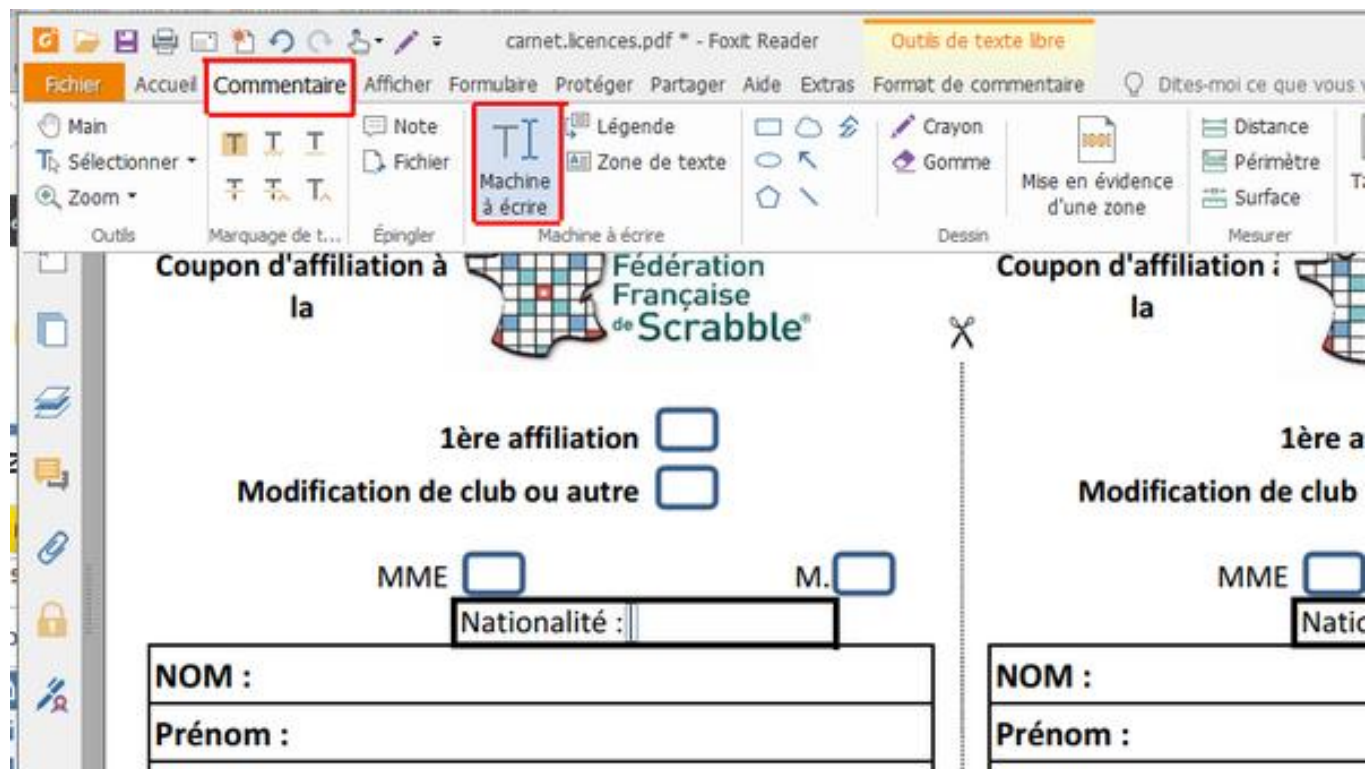 carnet.licences.pdf * - Foxit Reader
Outils de texte libre
Fichier Accueil Commentaire Afficher Formulaire Protéger Partager Aide Extras Format de commentaire Dites-moi ce que vous
Main
Sélectionner
Zoom
Outils
Marquage de t...
Note
Fichier
Épingler
Machine
à écrire
Légende
Zone de texte
Machine à écrire
Crayon
Gomme
Dessin
Mise en évidence
d'une zone
Distance
Périmètre
Surface
Mesurer
Coupon d'affiliation à
la
Fédération
Française
de Scrabble®
1ère affiliation
Modification de club ou autre
MME M.
Nationalité :
NOM :
Prénom :
Coupon d'affiliation
la
1ère a
Modification de club
MME
Natio
NOM :
Prénom :